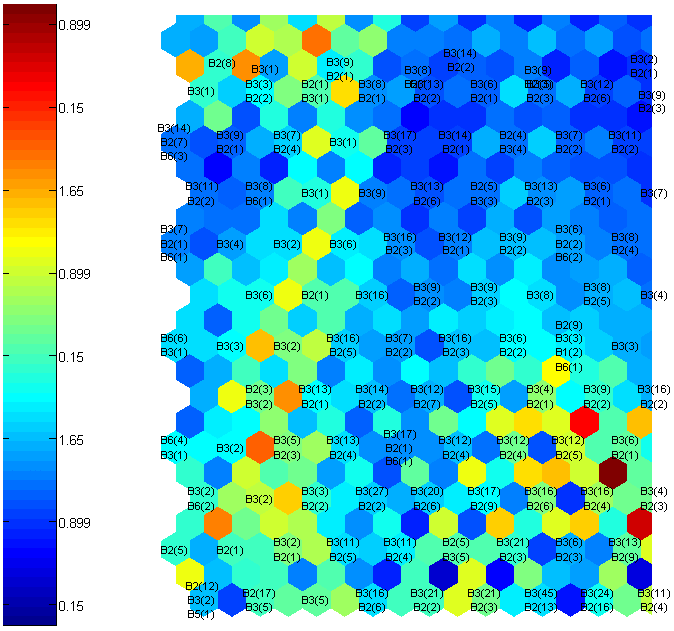 0.899
0.15
1.65
0.899
0.15
1.65
0.899
0.15
B3(14)
B2(2)
B3(2)
B2(1)
B2(8)
B3(1)
B3(9)
B2(1)
B3(8)
B3(9)
B3(1)
B3(3)
B2(2)
B2(1)
B3(1)
B3(8)
B2(1)
B2(2)
B3(6)
B2(1)
B2(5)
B3(12)
B2(6)
B3(9)
B2(3)
B3(14)
B2(7)
B6(3)
B3(9)
B2(1)
B3(7)
B2(4)
B3(1)
B3(17)
B2(3)
B3(14)
B2(1)
B2(4)
B3(4)
B3(7)
B2(2)
B3(11)
B2(2)
B3(11)
B2(2)
B3(8)
B6(1)
B3(1)
B3(9)
B3(13)
B2(6)
B2(5)
B3(3)
B3(13)
B2(3)
B3(6)
B2(1)
B3(7)
B3(7)
B2(1)
B6(1)
B3(4)
B3(2)
B3(6)
B3(16)
B2(3)
B3(12)
B2(1)
B3(9)
B2(2)
B3(6)
B2(2)
B6(2)
B3(8)
B2(4)
B3(6)
B2(1)
B3(16)
B3(9)
B2(2)
B3(9)
B2(3)
B3(8)
B3(8)
B2(5)
B3(4)
B6(6)
B3(1)
B3(3)
B3(2)
B3(16)
B2(5)
B3(7)
B2(2)
B3(16)
B2(3)
B3(6)
B2(2)
B2(9)
B3(3)
B1(2)
B6(1)
B3(3)
B2(3)
B3(2)
B3(13)
B2(1)
B3(14)
B2(2)
B3(12)
B2(7)
B3(15)
B2(5)
B3(4)
B2(1)
B3(9)
B2(2)
B3(16)
B2(2)
B6(4)
B3(1)
B3(2)
B3(5)
B2(3)
B3(13)
B2(4)
B3(17)
B2(1)
B6(1)
B3(12)
B2(4)
B3(12)
B2(4)
B3(12)
B2(5)
B3(6)
B2(1)
B3(2)
B6(2)
B3(2)
B3(3)
B2(2)
B3(27)
B2(2)
B3(20)
B2(6)
B3(17)
B2(9)
B3(16)
B2(6)
B3(16)
B2(4)
B3(4)
B2(3)
B2(5)
B2(1)
B3(2)
B2(1)
B3(11)
B2(5)
B3(11)
B2(4)
B2(5)
B3(5)
B3(21)
B2(3)
B3(6)
B2(3)
B3(13)
B2(9)
B2(12)
B3(2)
B5(1)
B2(17)
B3(5)
B3(5)
B3(16)
B2(6)
B3(21)
B2(2)
B3(21)
B2(3)
B3(45)
B2(13)
B3(24)
B2(16)
B3(11)
B2(4)